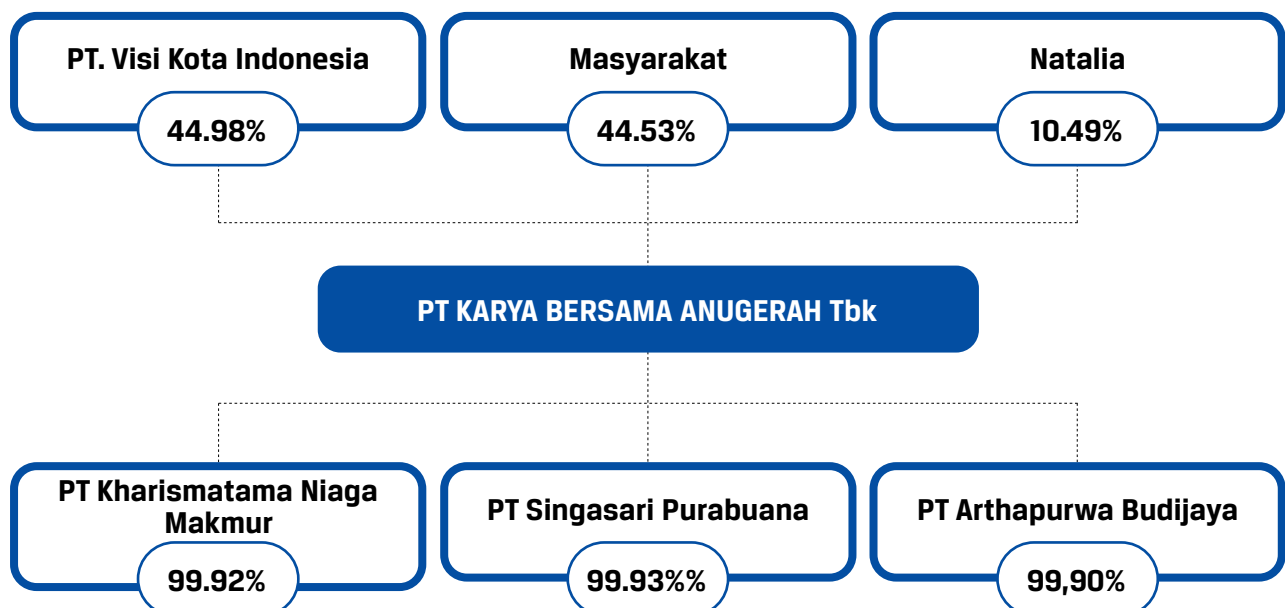 PT. Visi Kota Indonesia
44.98%
Masyarakat
44.53%
Natalia
10.49%
PT KARYA BERSAMA ANUGERAH Tbk
PT Kharismatama Niaga
Makmur
99.92%
PT Singasari Purabuana
99.93%%
PT Arthapurwa Budijaya
99,90%